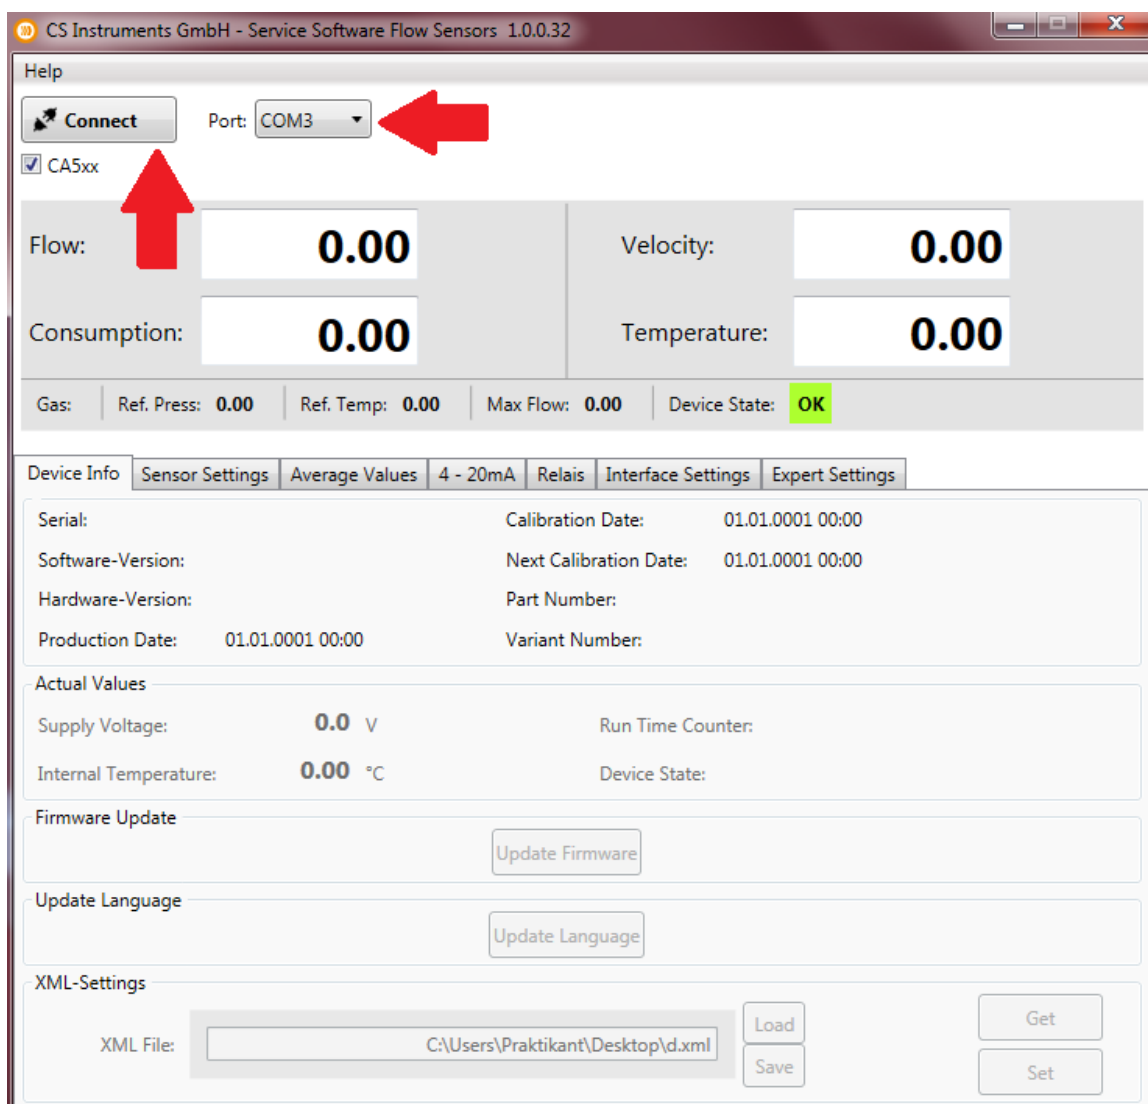 CS Instruments GmbH - Service Software Flow Sensors 1.0.0.32
Help
Connect Port: COM3
CA5xx
Flow: 0.00 Velocity: 0.00
Consumption: 0.00 Temperature: 0.00
Gas: Ref. Press: 0.00 Ref. Temp: 0.00 Max Flow: 0.00 Device State: OK
Device Info Sensor Settings Average Values 4 - 20mA Relais Interface Settings Expert Settings
Serial: Calibration Date: 01.01.0001 00:00
Software-Version: Next Calibration Date: 01.01.0001 00:00
Hardware-Version: Part Number:
Production Date: 01.01.0001 00:00 Variant Number:
Actual Values
Supply Voltage: 0.0 V Run Time Counter:
Internal Temperature: 0.00 °C Device State:
Firmware Update
Update Firmware
Update Language
Update Language
XML-Settings
XML File: C:\Users\Praktikant\Desktop\d.xml Load Get
Save Set